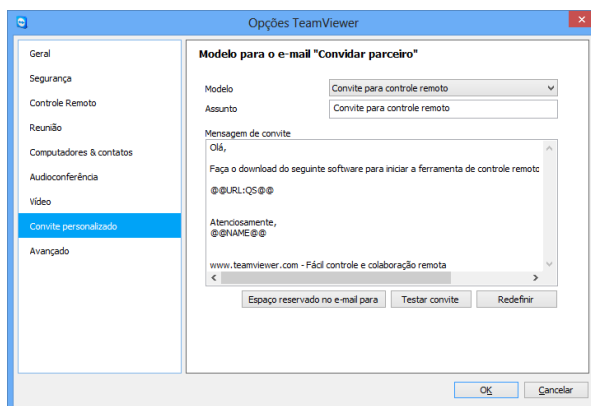 Opções TeamViewer
Geral
Segurança
Controle Remoto
Reunião
Computadores & contatos
Audioconferência
Vídeo
Convite personalizado
Avançado
Modelo para o e-mail "Convidar parceiro"
Modelo
Convite para controle remoto
Assunto
Convite para controle remoto
Mensagem de convite
Olá,
Faça o download do seguinte software para iniciar a ferramenta de controle remoto
@@URL:QS@@
Atenciosamente,
@@NAME@@
www.teamviewer.com - Fácil controle e colaboração remota
Espaço reservado no e-mail para
Testar convite
Redefinir
OK
Cancelar